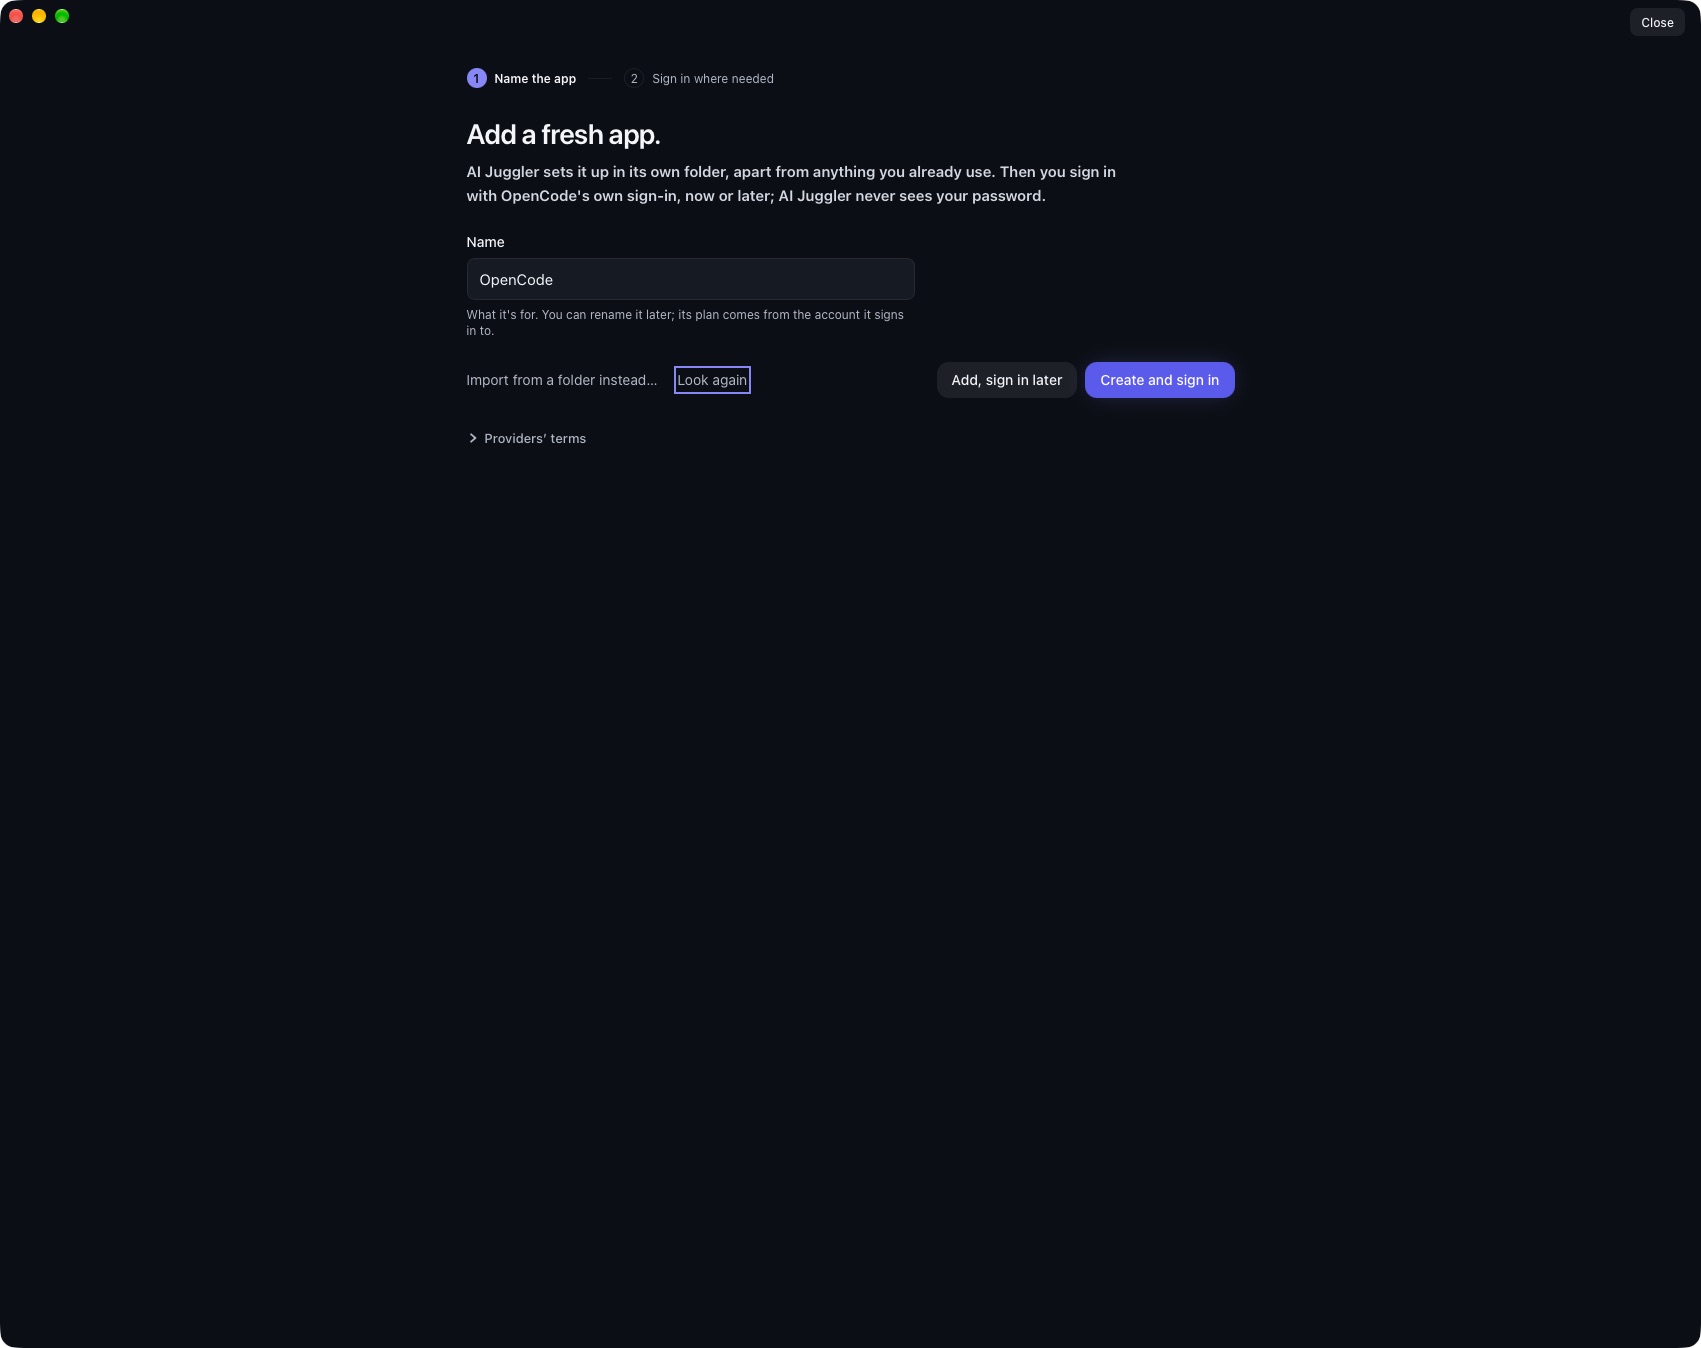 Close
1 Name the app 2 Sign in where needed
Add a fresh app.
AI Juggler sets it up in its own folder, apart from anything you already use. Then you sign in
with OpenCode's own sign-in, now or later; AI Juggler never sees your password.
Name
OpenCode
What it's for. You can rename it later; its plan comes from the account it signs
in to.
Import from a folder instead... Look again Add, sign in later Create and sign in
Providers’ terms